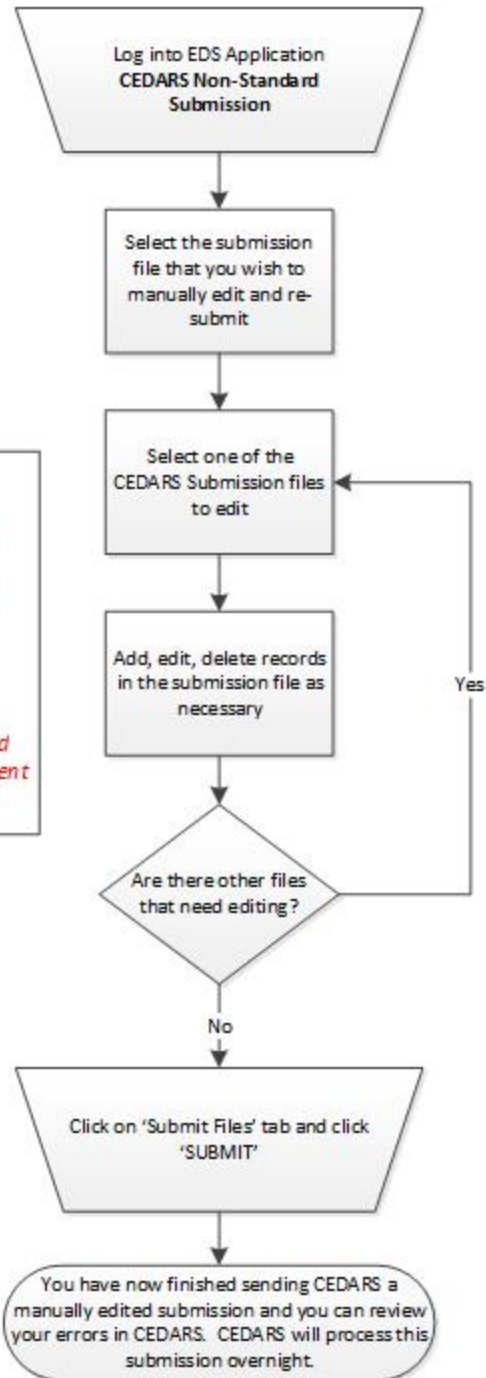 Log into EDS Application
CEDARS Non-Standard
Submission
Select the submission
file that you wish to
manually edit and re-
submit
Select one of the
CEDARS Submission files
to edit
Add, edit, delete records
in the submission file as
necessary
Yes
Are there other files
that need editing?
No
Click on 'Submit Files' tab and click
'SUBMIT'
You have now finished sending CEDARS a
manually edited submission and you can review
your errors in CEDARS.  CEDARS will process this
submission overnight.